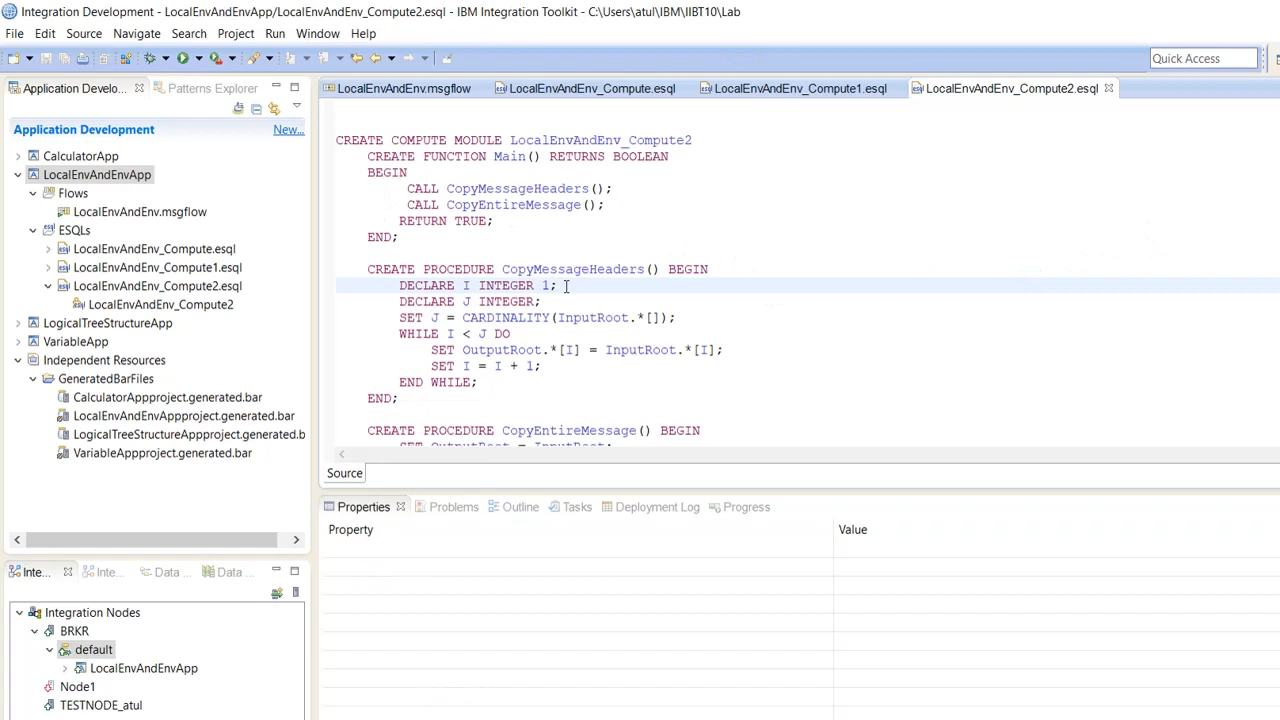 Integration Development - LocalEnvAndEnvApp/LocalEnvAndEnv_Compute2.esql - IBM Integration Toolkit - C:\Users\atul\IBM\IIBT10\Lab
File Edit Source Navigate Search Project Run Window Help
Quick Access
Application Develo...
Patterns Explorer
Application Development
New...
CalculatorApp
LocalEnvAndEnvApp
Flows
LocalEnvAndEnv.msgflow
ESQLs
LocalEnvAndEnv_Compute.esql
LocalEnvAndEnv_Compute1.esql
LocalEnvAndEnv_Compute2.esql
LocalEnvAndEnv_Compute2
LogicalTreeStructureApp
VariableApp
Independent Resources
GeneratedBarFiles
CalculatorAppproject.generated.bar
LocalEnvAndEnvAppproject.generated.bar
LogicalTreeStructureAppproject.generated.b
VariableAppproject.generated.bar
Inte... Inte... Data ... Data ...
Integration Nodes
BRKR
default
LocalEnvAndEnvApp
Node1
TESTNODE_atul
LocalEnvAndEnv.msgflow LocalEnvAndEnv_Compute.esql LocalEnvAndEnv_Compute1.esql LocalEnvAndEnv_Compute2.esql
CREATE COMPUTE MODULE LocalEnvAndEnv_Compute2
CREATE FUNCTION Main() RETURNS BOOLEAN
BEGIN
CALL CopyMessageHeaders();
CALL CopyEntireMessage();
RETURN TRUE;
END;
CREATE PROCEDURE CopyMessageHeaders() BEGIN
DECLARE I INTEGER 1;
DECLARE J INTEGER;
SET J = CARDINALITY(InputRoot.*[]);
WHILE I < J DO
SET OutputRoot.*[I] = InputRoot.*[I];
SET I = I + 1;
END WHILE;
END;
CREATE PROCEDURE CopyEntireMessage() BEGIN
SET OutputRoot = InputRoot;
Source
Properties Problems Outline Tasks Deployment Log Progress
Property Value